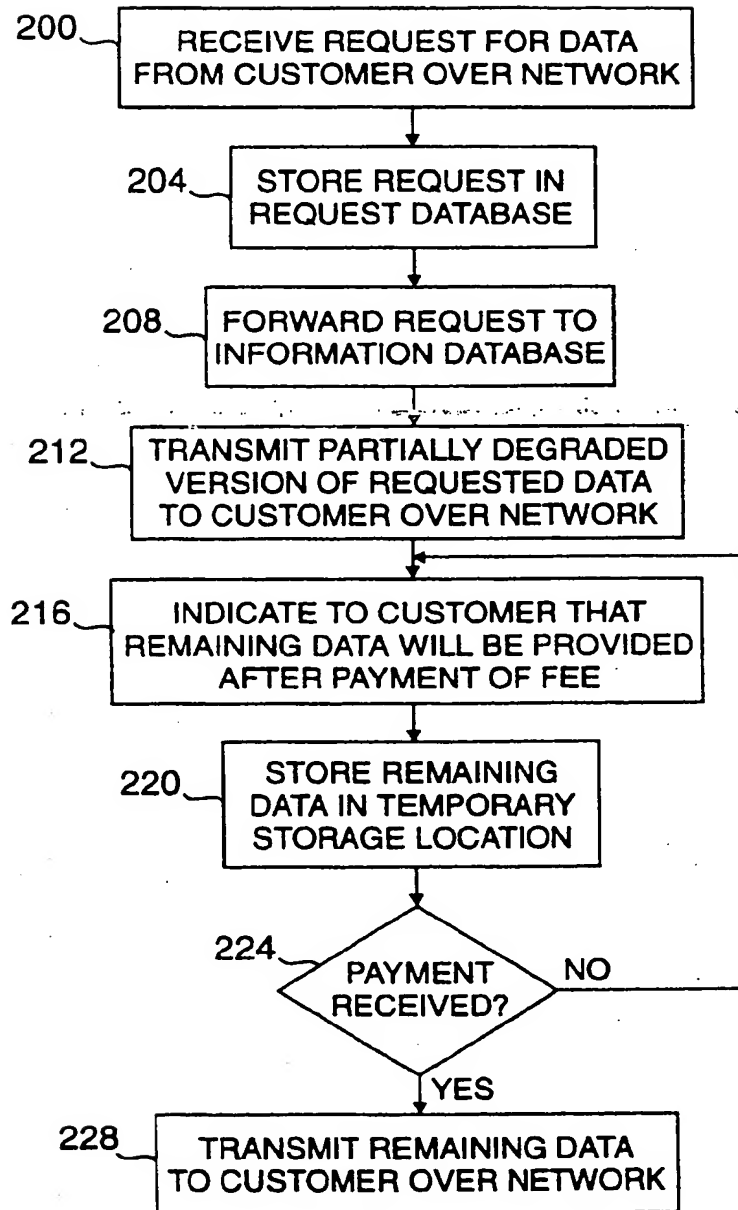 200
RECEIVE REQUEST FOR DATA
FROM CUSTOMER OVER NETWORK
204
STORE REQUEST IN
REQUEST DATABASE
208
FORWARD REQUEST TO
INFORMATION DATABASE
212
TRANSMIT PARTIALLY DEGRADED
VERSION OF REQUESTED DATA
TO CUSTOMER OVER NETWORK
216
INDICATE TO CUSTOMER THAT
REMAINING DATA WILL BE PROVIDED
AFTER PAYMENT OF FEE
220
STORE REMAINING
DATA IN TEMPORARY
STORAGE LOCATION
224
PAYMENT
RECEIVED?
NO
YES
228
TRANSMIT REMAINING DATA
TO CUSTOMER OVER NETWORK